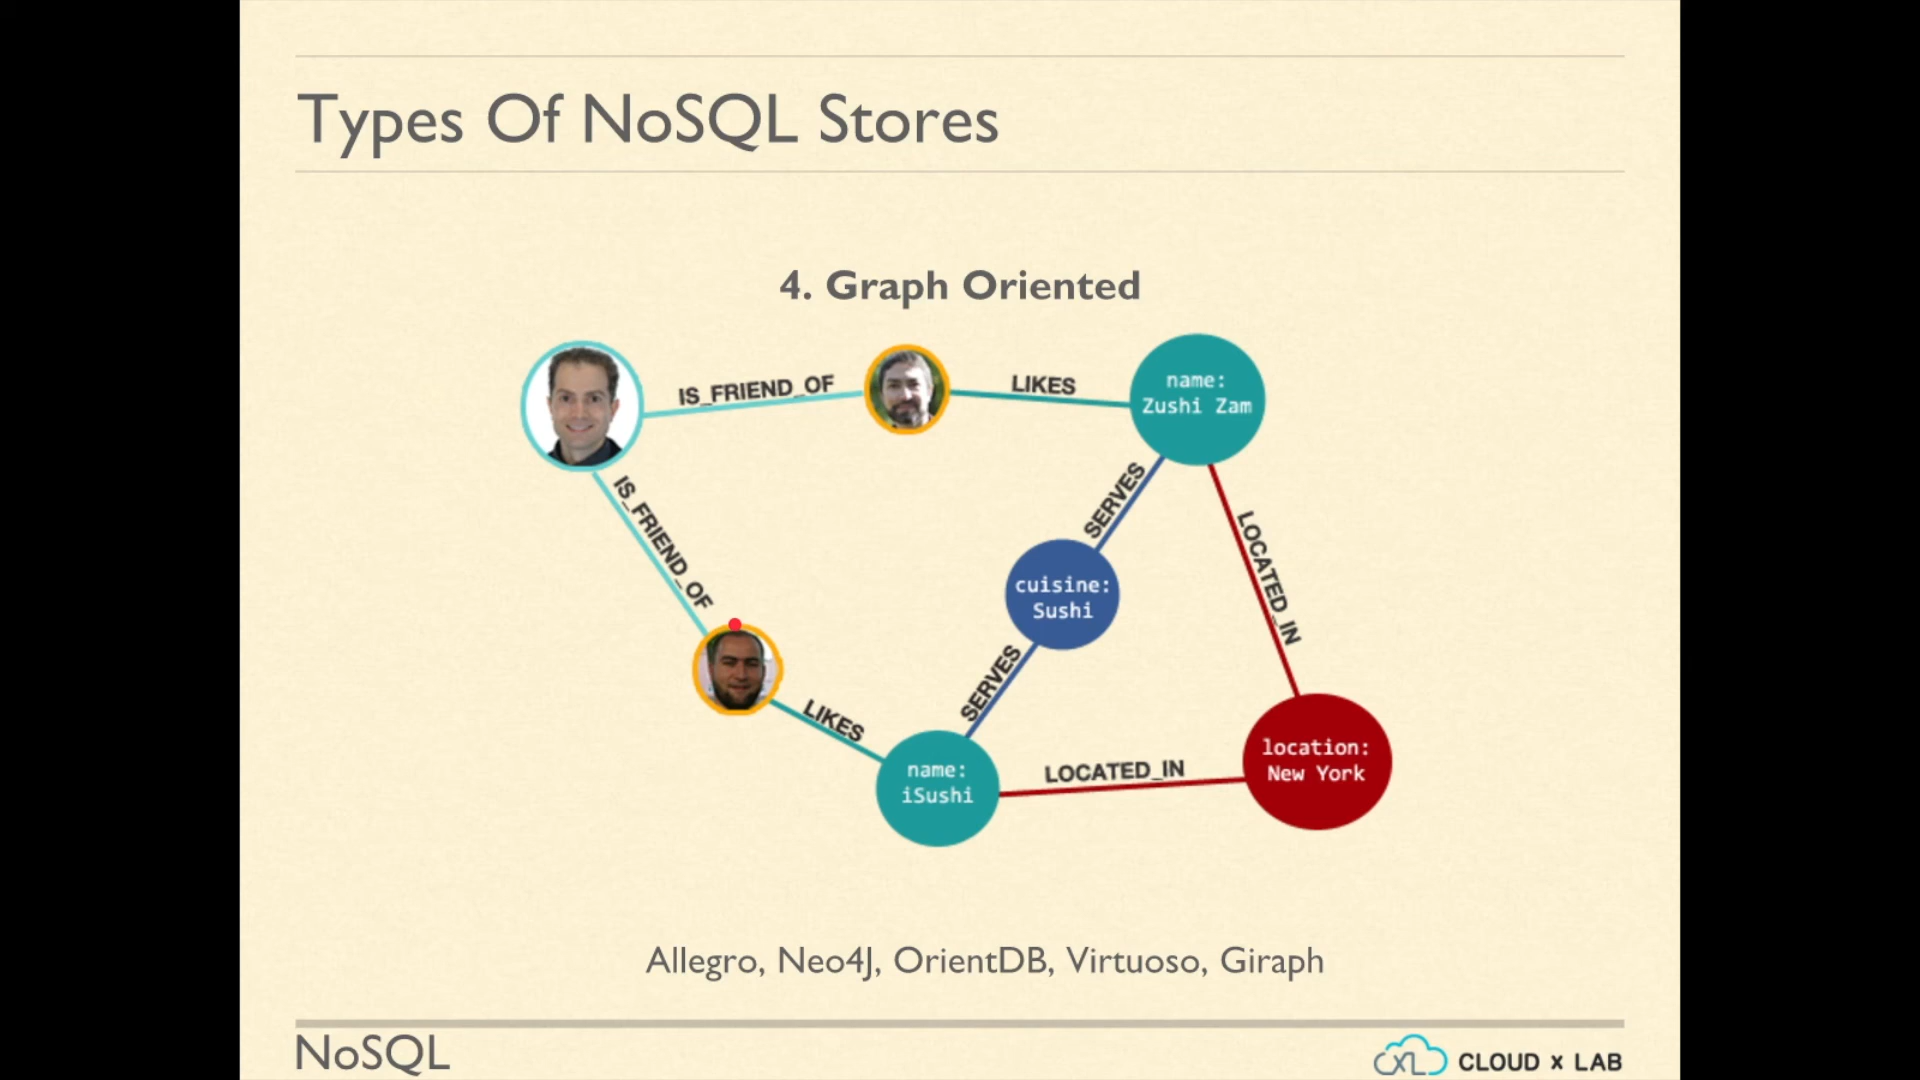 Types Of NoSQL Stores
4. Graph Oriented
IS_FRIEND_OF
LIKES
name:
Zushi Zam
IS_FRIEND_OF
SERVES
LOCATED_IN
cuisine:
Sushi
SERVES
LIKES
name:
iSushi
LOCATED_IN
location:
New York
Allegro, Neo4J, OrientDB, Virtuoso, Giraph
NoSQL
CXL CLOUD x LAB